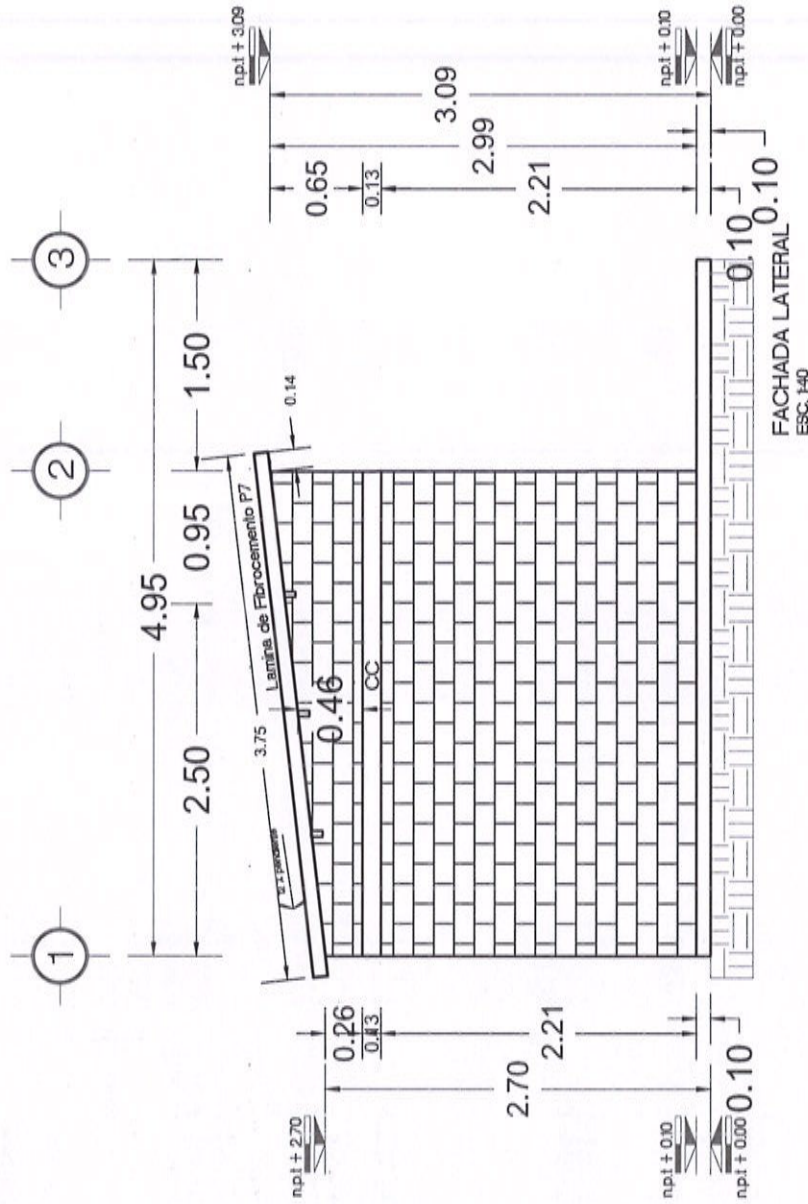 1
2
3
4.95
2.50
0.95
1.50
3.75
Lamina de Fibrocemento P7
0.14
12 % pendiente
0.46
CC
n.p.t + 2.70
n.p.t + 0.10
n.p.t + 0.00
2.70
0.26
0.13
2.21
0.10
n.p.t + 3.09
n.p.t + 0.10
n.p.t + 0.00
0.65
0.13
2.21
2.99
3.09
0.10
0.10
FACHADA LATERAL
ESC. 1:40